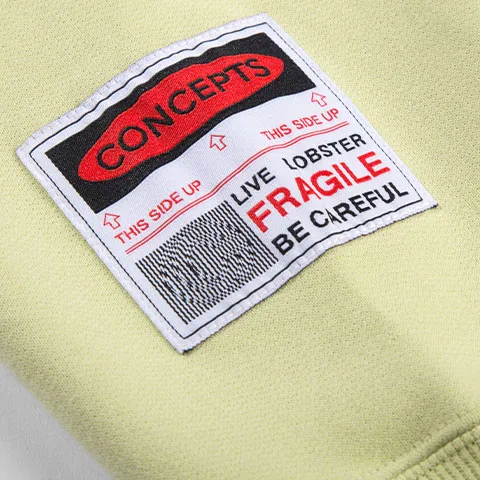 CONCEPTS
THIS SIDE UP THIS SIDE UP
LIVE LOBSTER
FRAGILE
BE CAREFUL